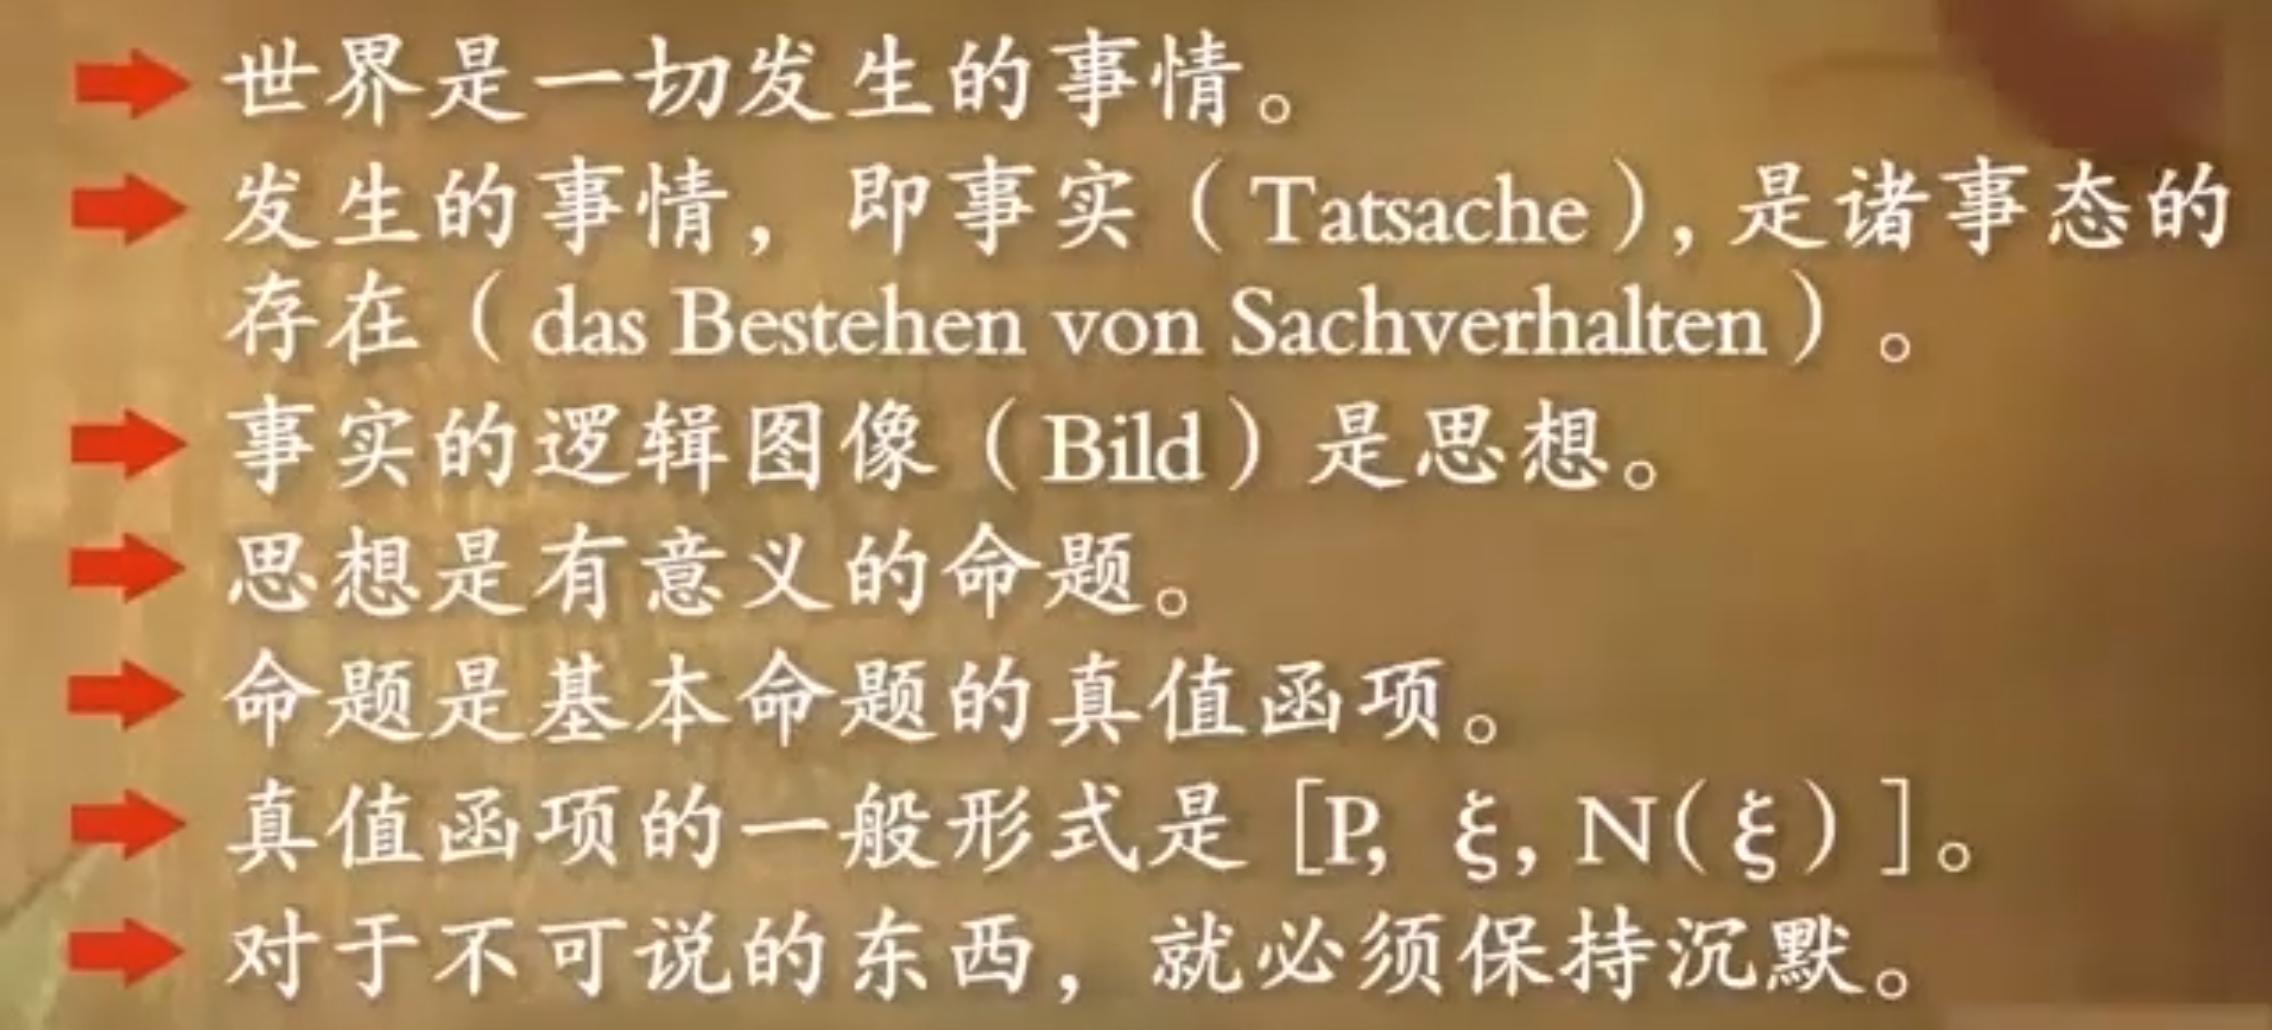 世界是一切发生的事情。
发生的事情，即事实（Tatsache），是诸事态的
存在（das Bestehen von Sachverhalten）。
事实的逻辑图像（Bild）是思想。
思想是有意义的命题。
命题是基本命题的真值函项。
真值函项的一般形式是［P, ξ, N(ξ)］。
对于不可说的东西，就必须保持沉默。